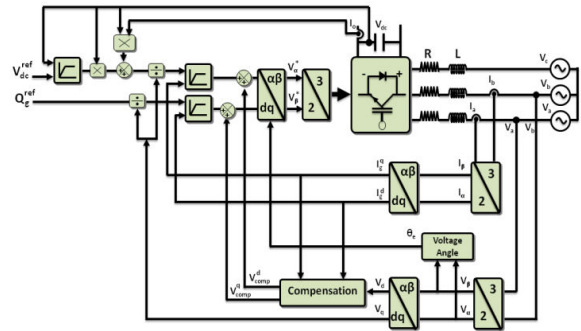 I_o
V_dc
V_dc^ref
Q_g^ref
V_α^*
V_β^*
αβ
dq
3
2
-
+
R
L
V_c
V_b
V_a
I_b
I_a
V_a
V_b
I_g^q
I_g^d
αβ
dq
I_β
I_α
3
2
θ_e
Voltage
Angle
V_comp^d
V_comp^q
Compensation
V_d
V_q
αβ
dq
V_β
V_α
3
2